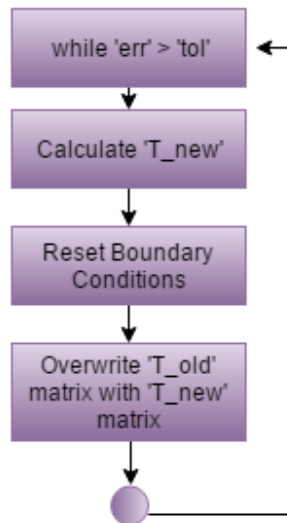 while 'err' > 'tol'
Calculate 'T_new'
Reset Boundary
Conditions
Overwrite 'T_old'
matrix with 'T_new'
matrix